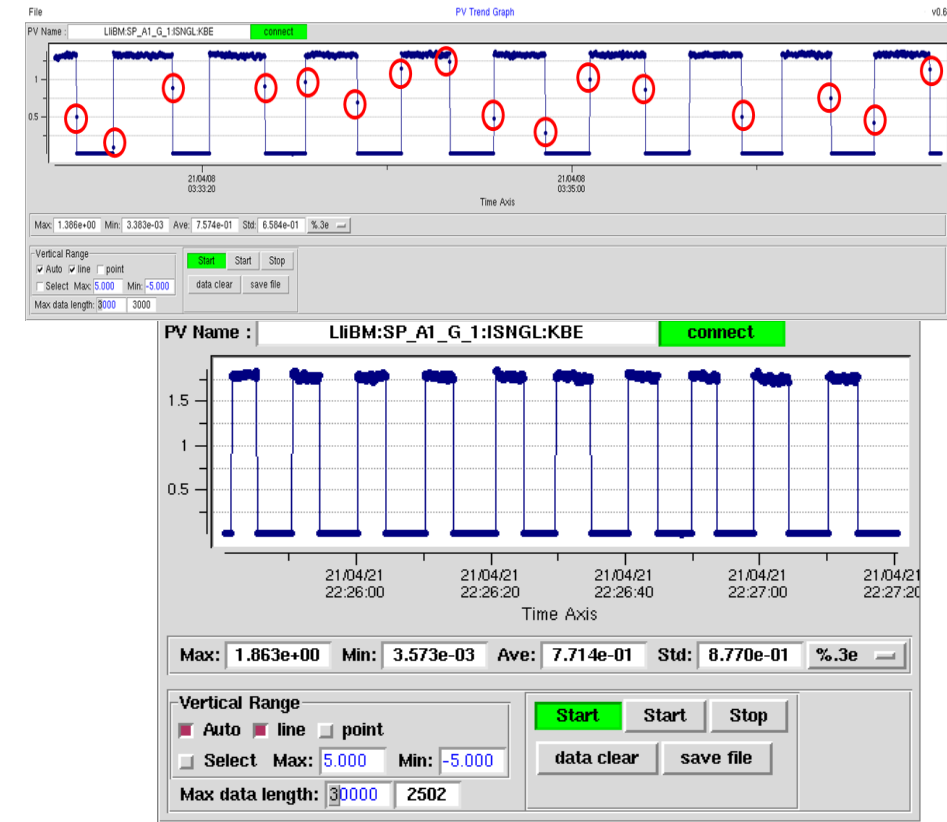 File PV Trend Graph v0.6
PV Name : LIiBM:SP_A1_G_1:ISNGL:KBE connect
1
0.5
21/04/08 21/04/08
03:33:20 03:35:00
Time Axis
Max: 1.386e+00 Min: 3.383e-03 Ave: 7.574e-01 Std: 6.584e-01 %.3e
Vertical Range
Auto line point
Select Max: 5.000 Min: -5.000
Max data length: 3000 3000
Start Start Stop
data clear save file
PV Name : LIiBM:SP_A1_G_1:ISNGL:KBE connect
1.5
1
0.5
21/04/21 21/04/21 21/04/21 21/04/21 21/04/21
22:26:00 22:26:20 22:26:40 22:27:00 22:27:20
Time Axis
Max: 1.863e+00 Min: 3.573e-03 Ave: 7.714e-01 Std: 8.770e-01 %.3e
Vertical Range
Auto line point
Select Max: 5.000 Min: -5.000
Max data length: 30000 2502
Start Start Stop
data clear save file